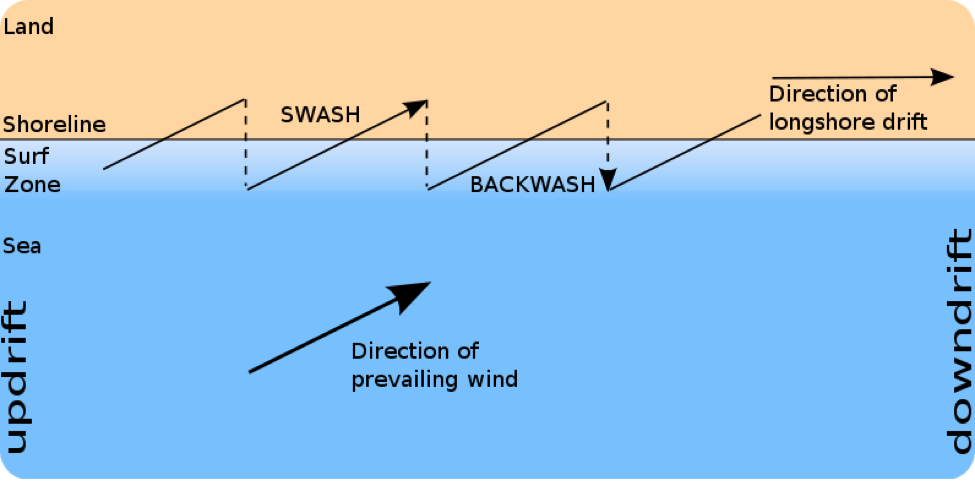 Land
SWASH
Direction of
longshore drift
Shoreline
Surf
Zone
BACKWASH
Sea
updrift
downdrift
Direction of
prevailing wind